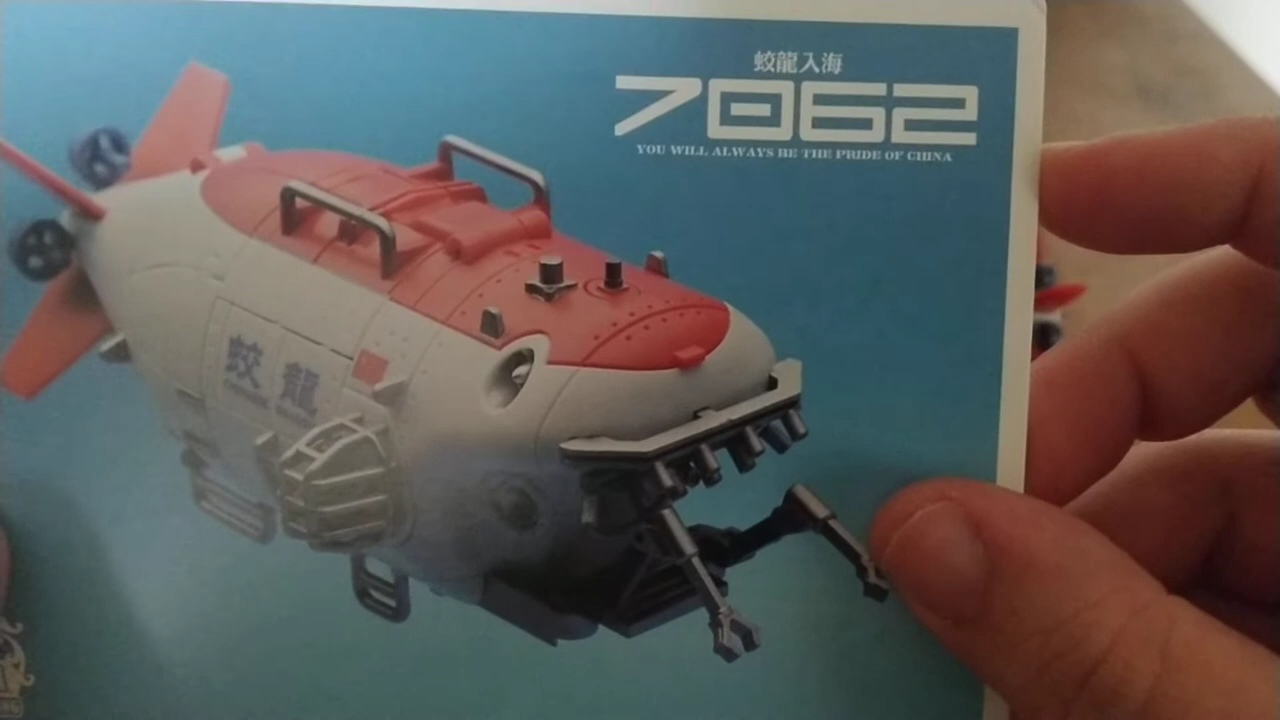 蛟龍入海
7062
YOU WILL ALWAYS BE THE PRIDE OF CHINA
蛟龍